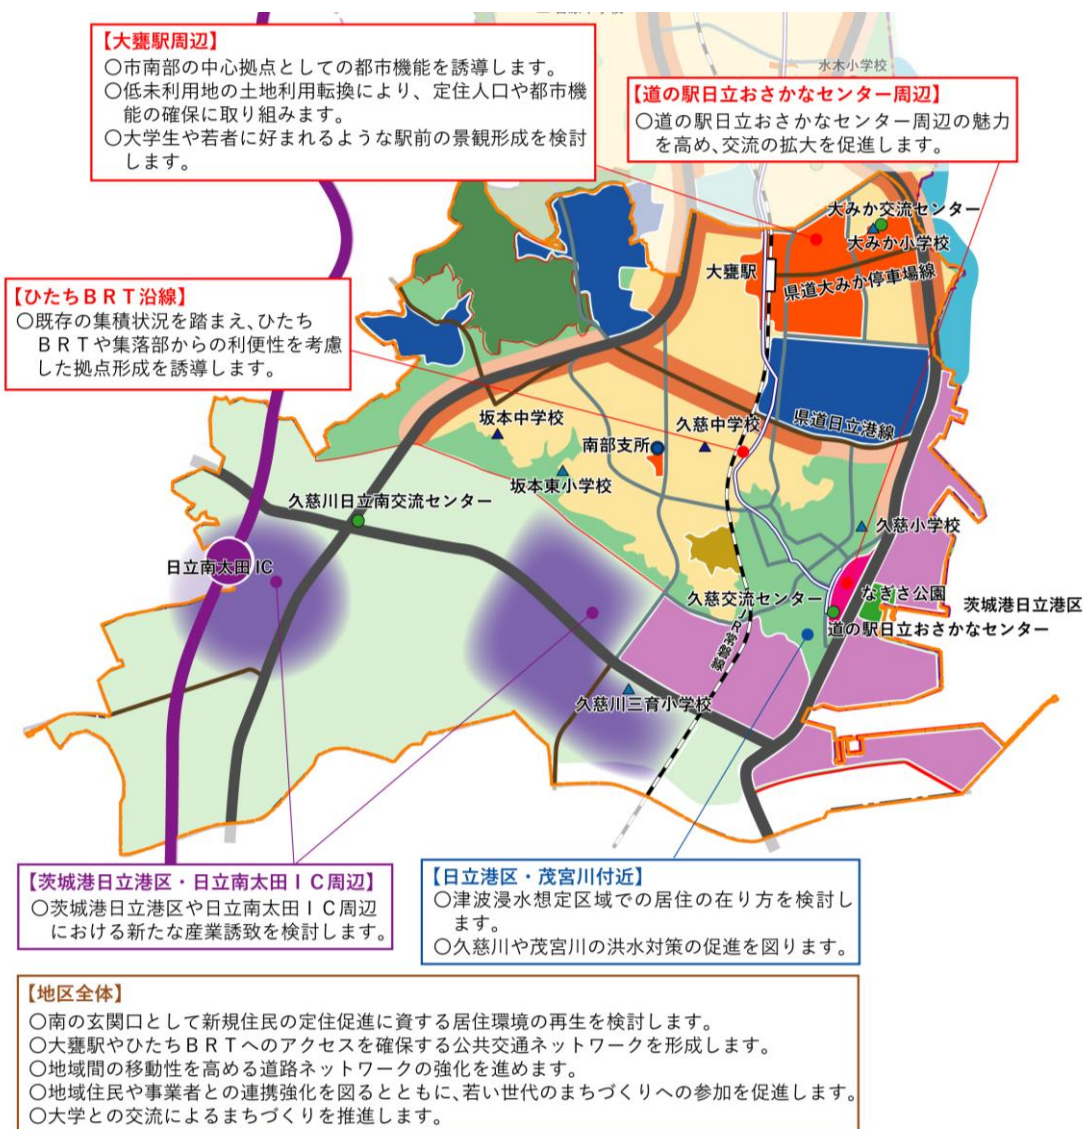 【大甕駅周辺】
○市南部の中心拠点としての都市機能を誘導します。
○低未利用地の土地利用転換により、定住人口や都市機
能の確保に取り組みます。
○大学生や若者に好まれるような駅前の景観形成を検討
します。
水木小学校
【道の駅日立おさかなセンター周辺】
○道の駅日立おさかなセンター周辺の魅力
を高め、交流の拡大を促進します。
大みか交流センター
大みか小学校
大甕駅
県道大みか停車場線
【ひたちBRT沿線】
○既存の集積状況を踏まえ、ひたち
BRTや集落部からの利便性を考慮
した拠点形成を誘導します。
県道日立港線
坂本中学校
久慈中学校
南部支所
坂本東小学校
久慈川日立南交流センター
久慈小学校
日立南太田IC
なぎさ公園
久慈交流センター
茨城港日立港区
道の駅日立おさかなセンター
JR常磐線
久慈川三育小学校
【茨城港日立港区・日立南太田IC周辺】
○茨城港日立港区や日立南太田IC周辺
における新たな産業誘致を検討します。
【日立港区・茂宮川付近】
○津波浸水想定区域での居住の在り方を検討し
ます。
○久慈川や茂宮川の洪水対策の促進を図ります。
【地区全体】
○南の玄関口として新規住民の定住促進に資する居住環境の再生を検討します。
○大甕駅やひたちBRTへのアクセスを確保する公共交通ネットワークを形成します。
○地域間の移動性を高める道路ネットワークの強化を進めます。
○地域住民や事業者との連携強化を図るとともに、若い世代のまちづくりへの参加を促進します。
○大学との交流によるまちづくりを推進します。